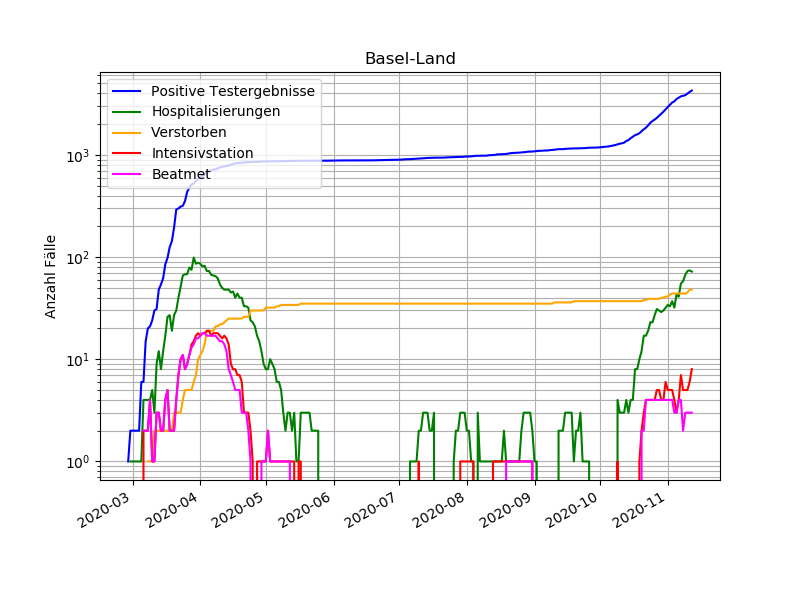 Basel-Land
Positive Testergebnisse
Hospitalisierungen
Verstorben
Intensivstation
Beatmet
Anzahl Fälle
10³
10²
10¹
10⁰
2020-03
2020-04
2020-05
2020-06
2020-07
2020-08
2020-09
2020-10
2020-11